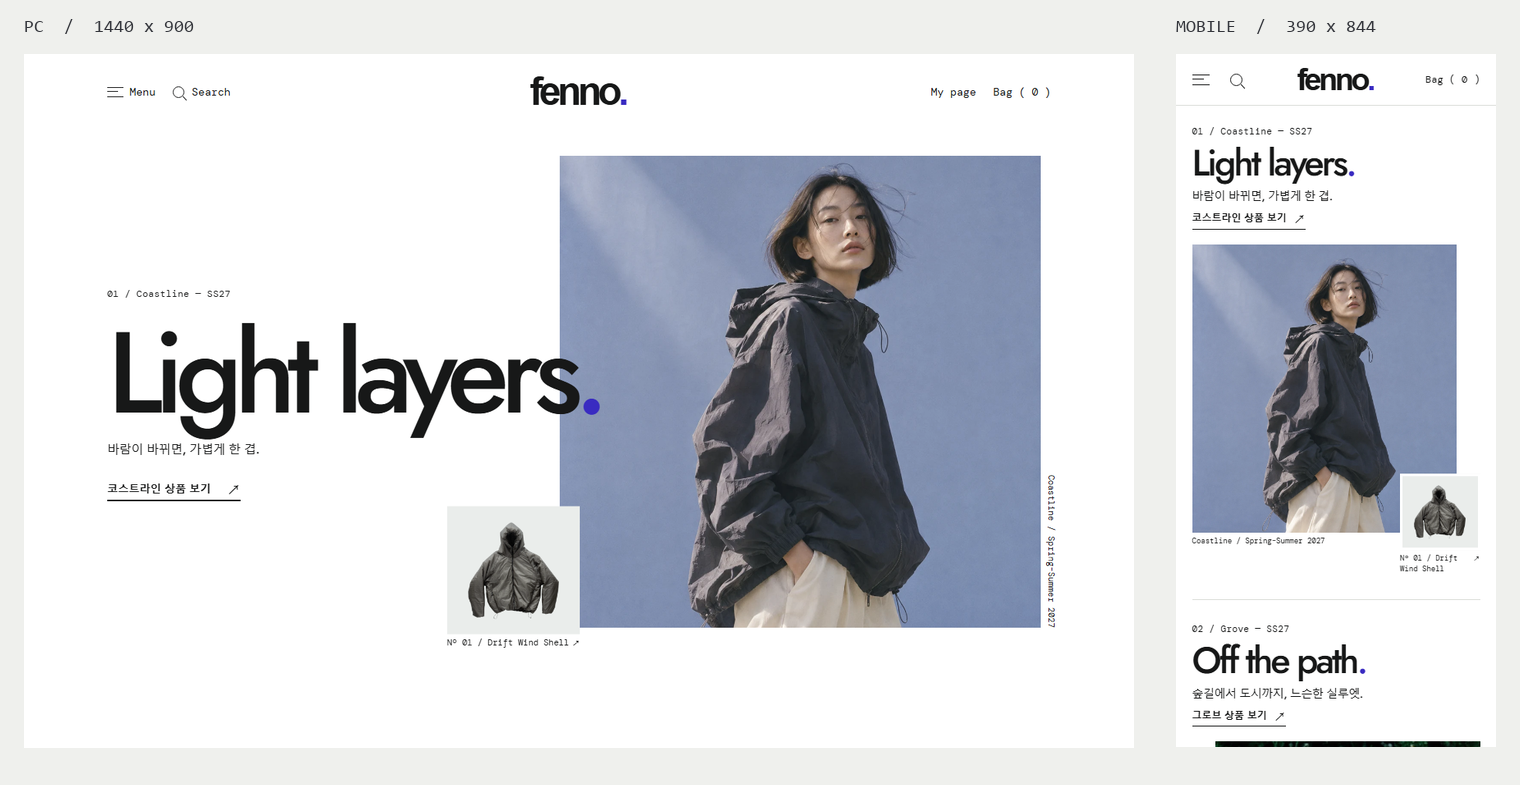 PC / 1440 x 900
Menu
Search
fenno.
My page
Bag ( 0 )
01 / Coastline — SS27
Light layers.
바람이 바뀌면, 가볍게 한 겹.
코스트라인 상품 보기 ↗
Nº 01 / Drift Wind Shell ↗
Coastline / Spring-Summer 2027
MOBILE / 390 x 844
fenno.
Bag ( 0 )
01 / Coastline — SS27
Light layers.
바람이 바뀌면, 가볍게 한 겹.
코스트라인 상품 보기 ↗
Coastline / Spring-Summer 2027
Nº 01 / Drift ↗
Wind Shell
02 / Grove — SS27
Off the path.
숲길에서 도시까지, 느슨한 실루엣.
그로브 상품 보기 ↗